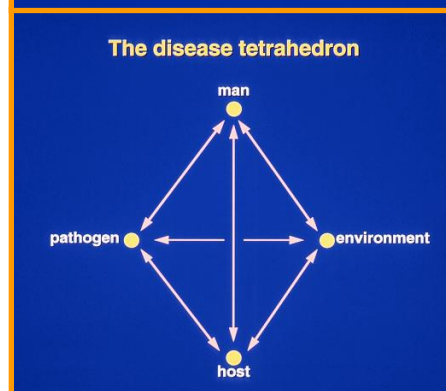 The disease tetrahedron
man
pathogen
environment
host